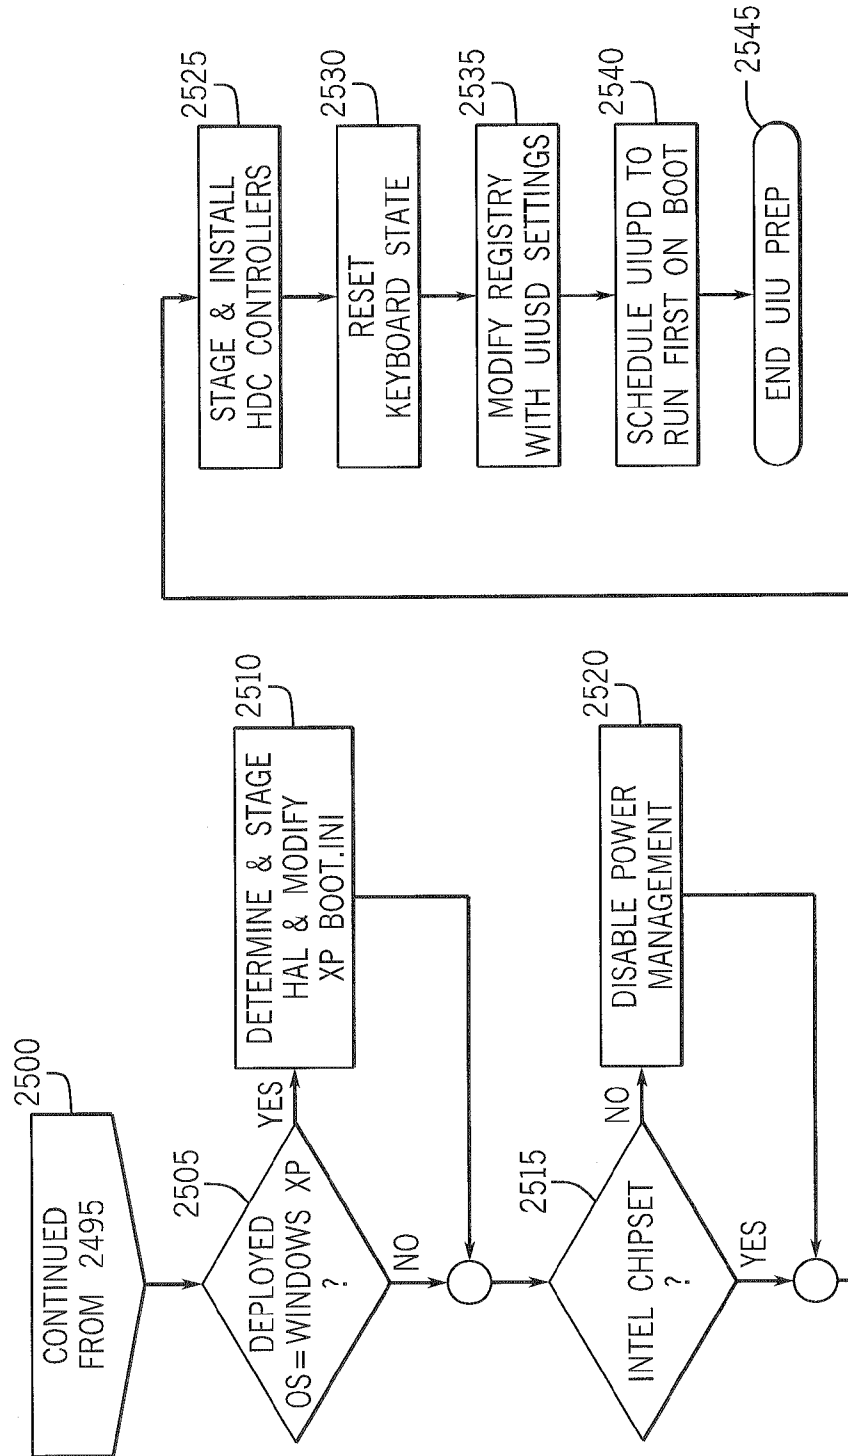 2500
CONTINUED
FROM 2495
2505
DEPLOYED
OS=WINDOWS XP
?
YES
NO
2510
DETERMINE & STAGE
HAL & MODIFY
XP BOOT.INI
2515
INTEL CHIPSET
?
NO
YES
2520
DISABLE POWER
MANAGEMENT
2525
STAGE & INSTALL
HDC CONTROLLERS
2530
RESET
KEYBOARD STATE
2535
MODIFY REGISTRY
WITH UIUSD SETTINGS
2540
SCHEDULE UIUPD TO
RUN FIRST ON BOOT
2545
END UIU PREP